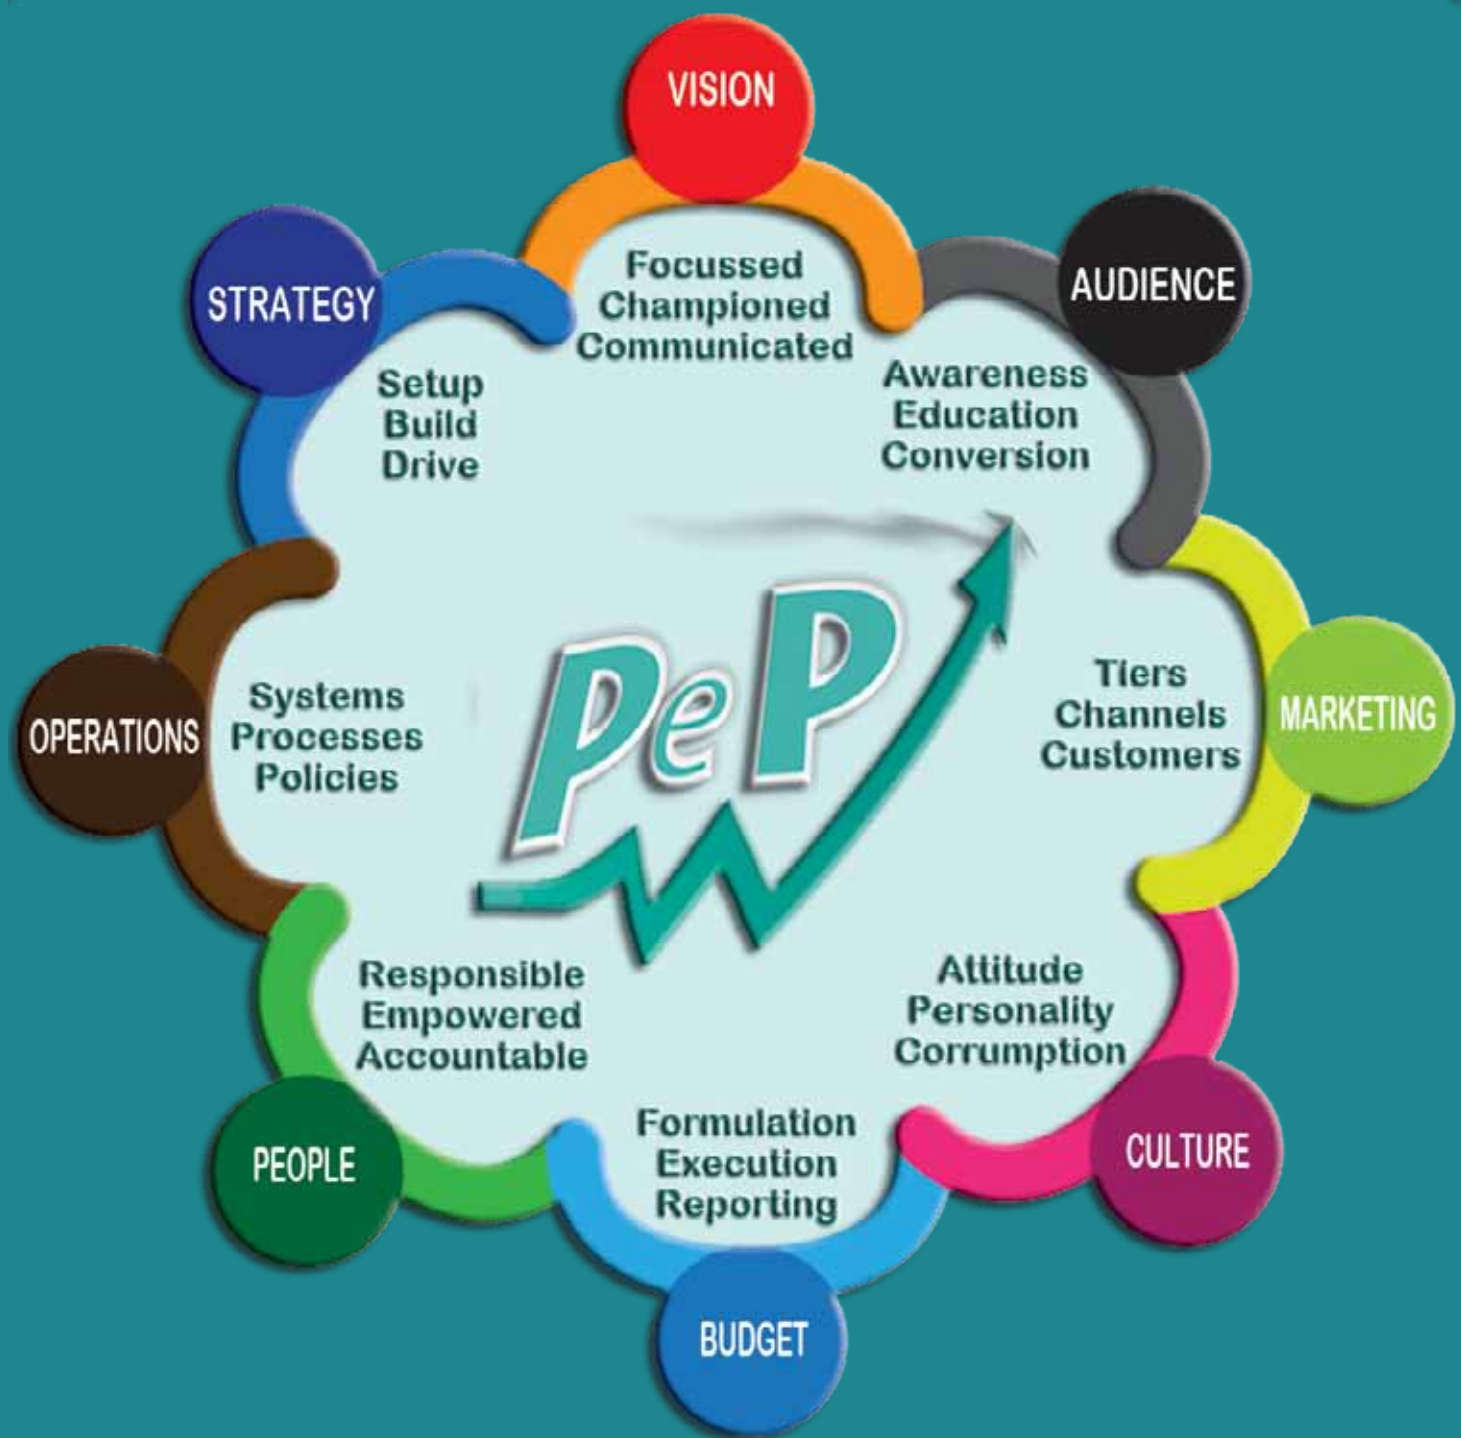 VISION
Focussed
Championed
Communicated
AUDIENCE
Awareness
Education
Conversion
MARKETING
Tiers
Channels
Customers
CULTURE
Attitude
Personality
Corrumption
BUDGET
Formulation
Execution
Reporting
PEOPLE
Responsible
Empowered
Accountable
OPERATIONS
Systems
Processes
Policies
STRATEGY
Setup
Build
Drive
PeP